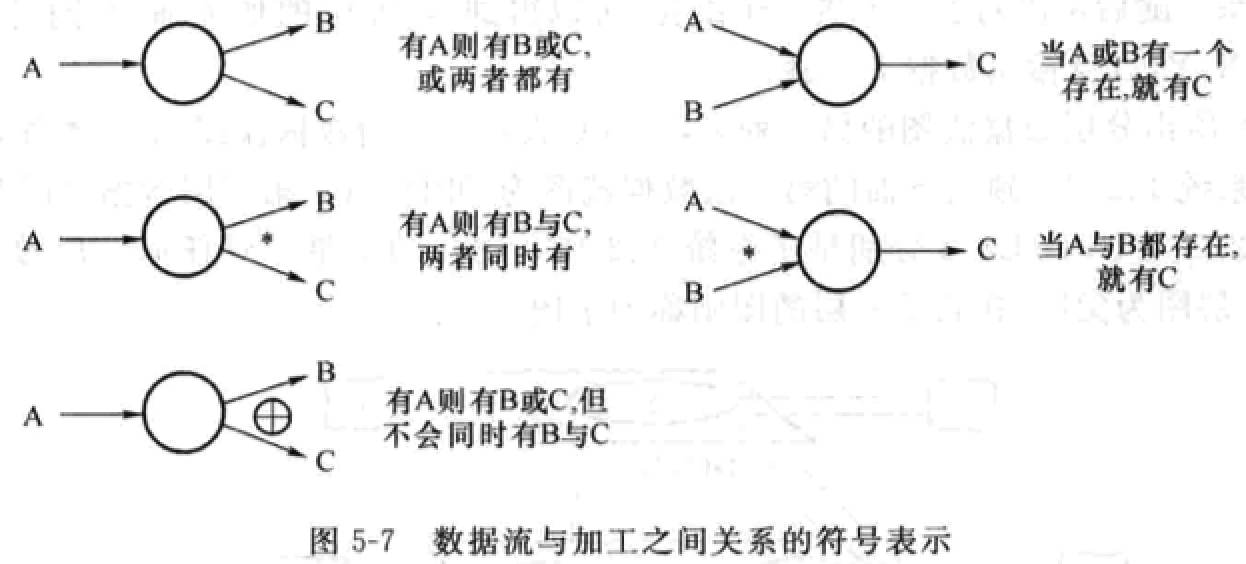 A
B
C
有A则有B或C,
或两者都有
A
B
C
当A或B有一个
存在,就有C
A
B
*
C
有A则有B与C,
两者同时有
A
*
B
C
当A与B都存在,
就有C
A
B
C
有A则有B或C,但
不会同时有B与C
图 5-7 数据流与加工之间关系的符号表示